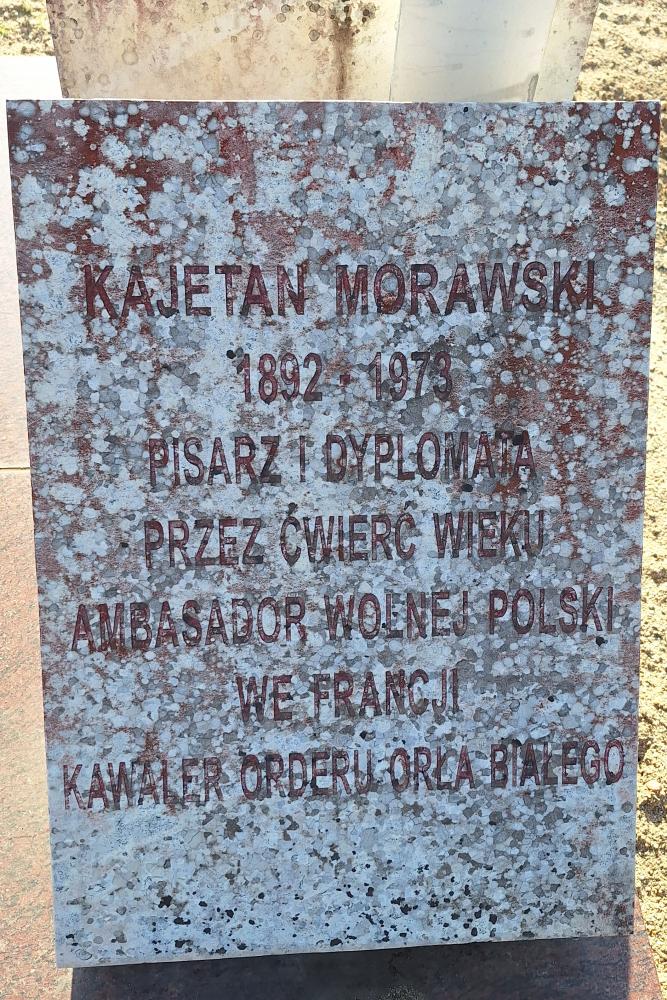 KAJETAN MORAWSKI
1892 - 1973
PISARZ I DYPLOMATA
PRZEZ ĆWIERĆ WIEKU
AMBASADOR WOLNEJ POLSKI
WE FRANCJI
KAWALER ORDERU ORŁA BIAŁEGO